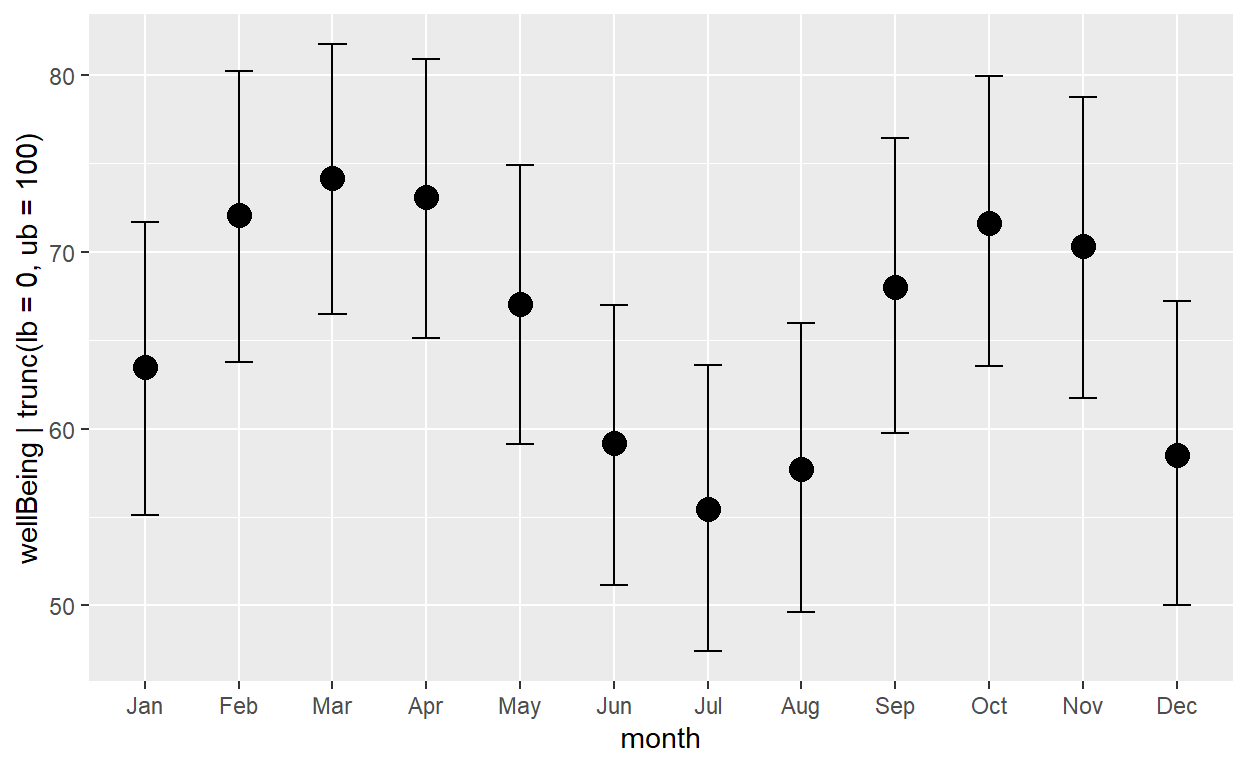 wellBeing | trunc(lb = 0, ub = 100)
80
70
60
50
Jan Feb Mar Apr May Jun Jul Aug Sep Oct Nov Dec
month